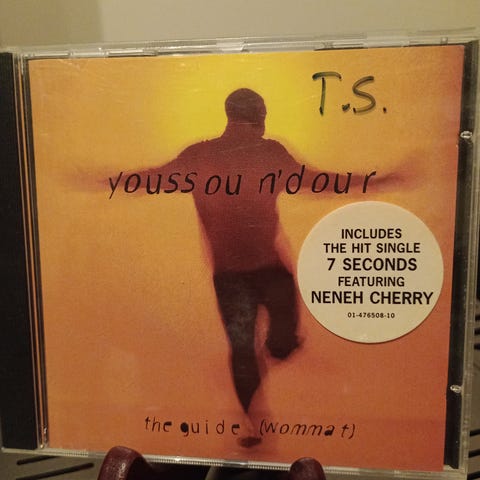 T.S.
youssou n'dour
INCLUDES
THE HIT SINGLE
7 SECONDS
FEATURING
NENEH CHERRY
01-476508-10
the guide (wommat)